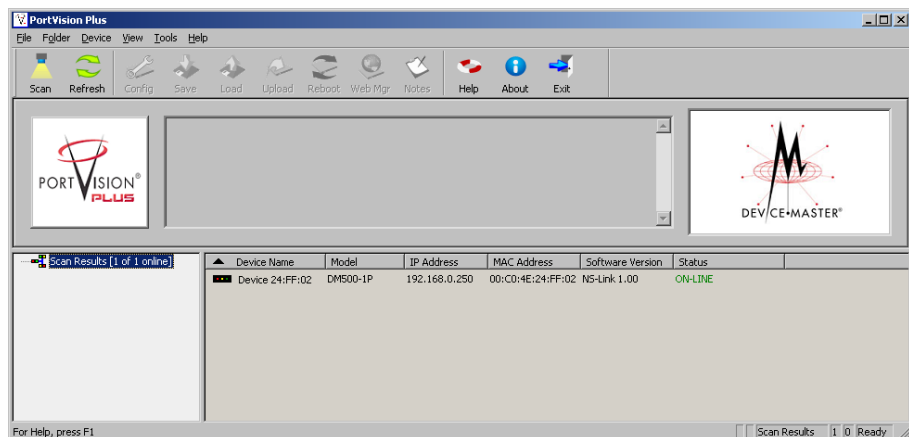 PortVision Plus
File Folder Device View Tools Help
Scan Refresh Config Save Load Upload Reboot Web Mgr Notes Help About Exit
PORTVISION®
PLUS
DEVICE•MASTER®
Scan Results [1 of 1 online]
Device Name Model IP Address MAC Address Software Version Status
Device 24:FF:02 DM500-1P 192.168.0.250 00:C0:4E:24:FF:02 NS-Link 1.00 ON-LINE
For Help, press F1 Scan Results 1 0 Ready